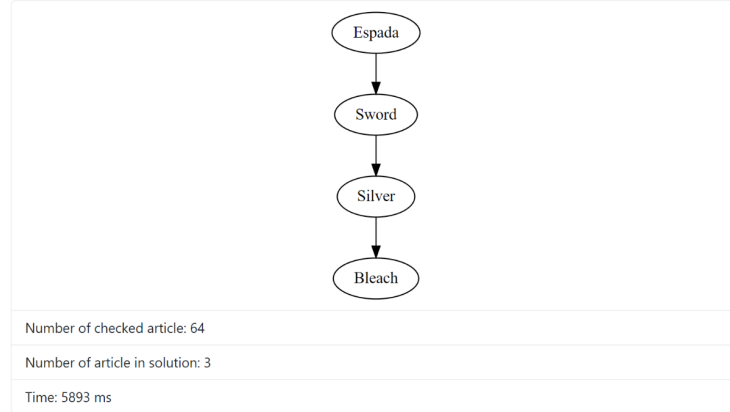 Espada
Sword
Silver
Bleach
Number of checked article: 64
Number of article in solution: 3
Time: 5893 ms